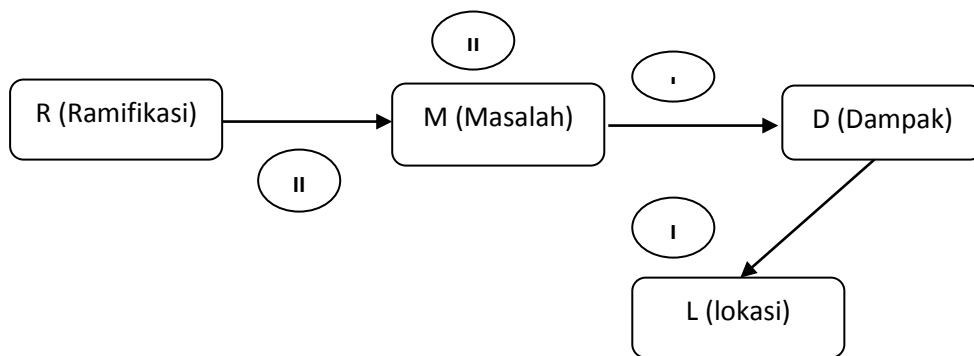 II
R (Ramifikasi)
M (Masalah)
D (Dampak)
II
I
L (lokasi)